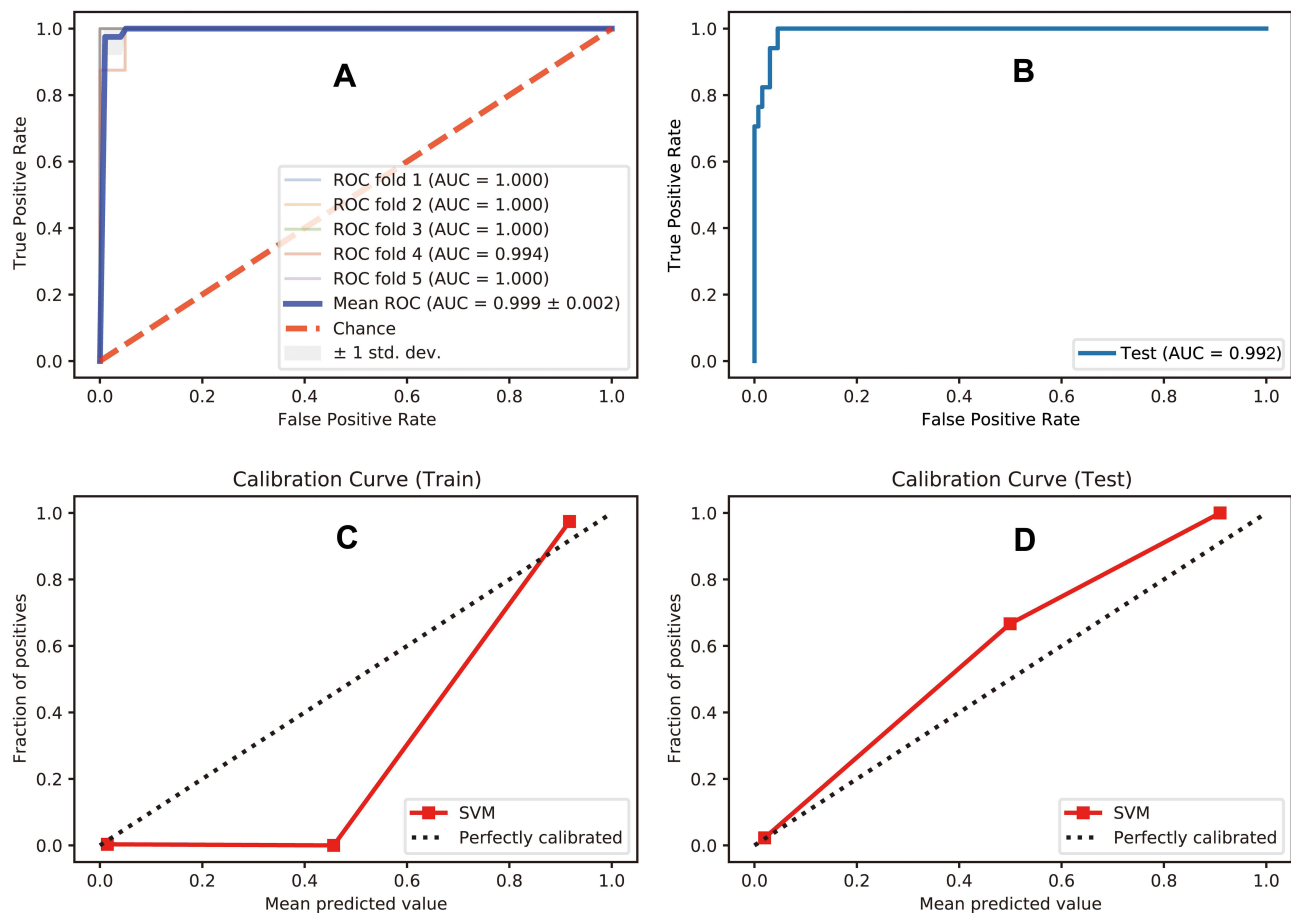 A
1.0
0.8
0.6
0.4
0.2
0.0
True Positive Rate
0.0 0.2 0.4 0.6 0.8 1.0
False Positive Rate
ROC fold 1 (AUC = 1.000)
ROC fold 2 (AUC = 1.000)
ROC fold 3 (AUC = 1.000)
ROC fold 4 (AUC = 0.994)
ROC fold 5 (AUC = 1.000)
Mean ROC (AUC = 0.999 ± 0.002)
Chance
± 1 std. dev.
B
1.0
0.8
0.6
0.4
0.2
0.0
True Positive Rate
0.0 0.2 0.4 0.6 0.8 1.0
False Positive Rate
Test (AUC = 0.992)
Calibration Curve (Train)
C
1.0
0.8
0.6
0.4
0.2
0.0
Fraction of positives
0.0 0.2 0.4 0.6 0.8 1.0
Mean predicted value
SVM
Perfectly calibrated
Calibration Curve (Test)
D
1.0
0.8
0.6
0.4
0.2
0.0
Fraction of positives
0.0 0.2 0.4 0.6 0.8 1.0
Mean predicted value
SVM
Perfectly calibrated